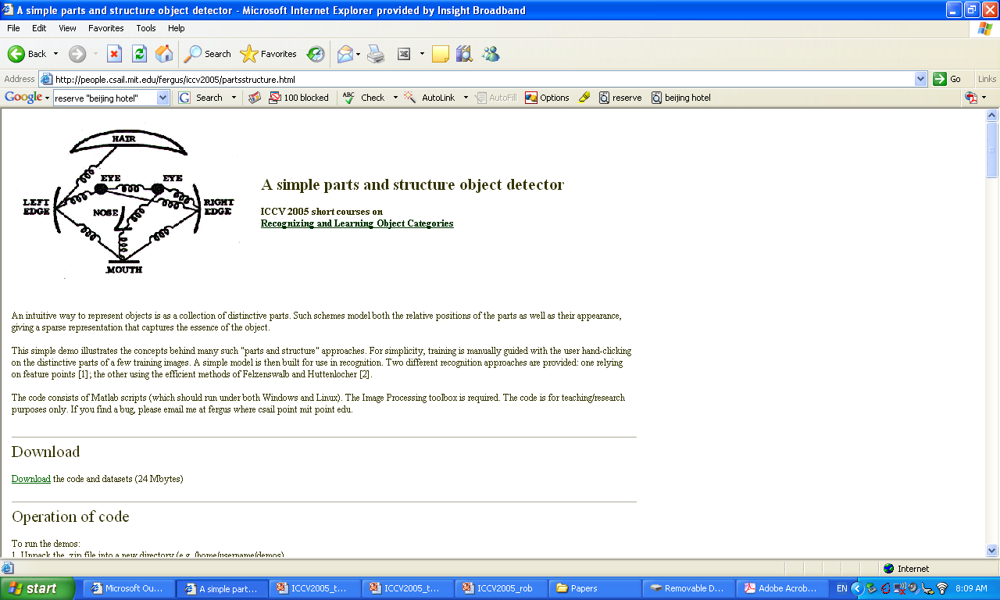 A simple parts and structure object detector - Microsoft Internet Explorer provided by Insight Broadband
File Edit View Favorites Tools Help
Back Search Favorites
Address http://people.csail.mit.edu/fergus/iccv2005/partsstructure.html Go Links
Google reserve "beijing hotel" G Search 100 blocked ABC Check AutoLink AutoFill Options reserve beijing hotel
HAIR
EYE EYE
LEFT EDGE
NOSE
RIGHT EDGE
MOUTH
A simple parts and structure object detector
ICCV 2005 short courses on
Recognizing and Learning Object Categories
An intuitive way to represent objects is as a collection of distinctive parts. Such schemes model both the relative positions of the parts as well as their appearance,
giving a sparse representation that captures the essence of the object.
This simple demo illustrates the concepts behind many such "parts and structure" approaches. For simplicity, training is manually guided with the user hand-clicking
on the distinctive parts of a few training images. A simple model is then built for use in recognition. Two different recognition approaches are provided: one relying
on feature points [1]; the other using the efficient methods of Felzenswalb and Huttenlocher [2].
The code consists of Matlab scripts (which should run under both Windows and Linux). The Image Processing toolbox is required. The code is for teaching/research
purposes only. If you find a bug, please email me at fergus where csail point mit point edu.
Download
Download the code and datasets (24 Mbytes)
Operation of code
To run the demos:
1. Unpack the .zip file into a new directory (e.g. /home/username/demos)
Internet
start Microsoft Ou... A simple part... ICCV2005_t... ICCV2005_t... ICCV2005_rob Papers Removable D... Adobe Acrob... EN 8:09 AM